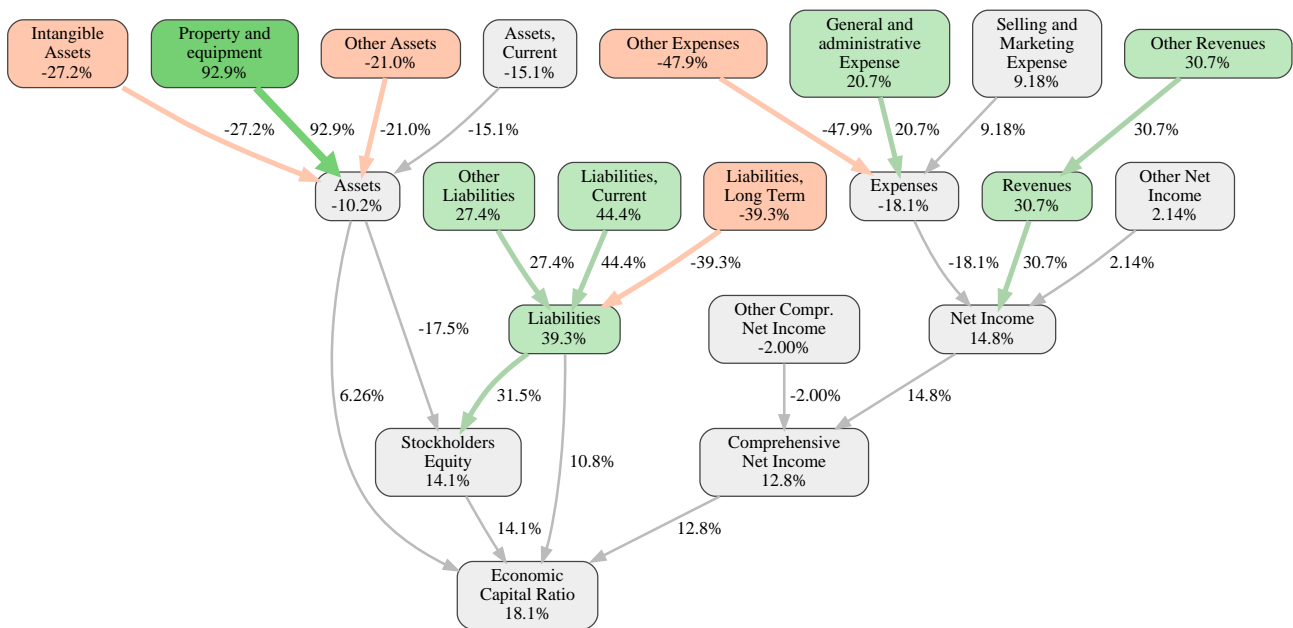 Intangible
Assets
-27.2%
Property and
equipment
92.9%
Other Assets
-21.0%
Assets,
Current
-15.1%
Other Expenses
-47.9%
General and
administrative
Expense
20.7%
Selling and
Marketing
Expense
9.18%
Other Revenues
30.7%
-27.2%
92.9%
-21.0%
-15.1%
-47.9%
20.7%
9.18%
30.7%
Assets
-10.2%
Other
Liabilities
27.4%
Liabilities,
Current
44.4%
Liabilities,
Long Term
-39.3%
Expenses
-18.1%
Revenues
30.7%
Other Net
Income
2.14%
27.4%
44.4%
-39.3%
-18.1%
30.7%
2.14%
-17.5%
Liabilities
39.3%
Other Compr.
Net Income
-2.00%
Net Income
14.8%
6.26%
31.5%
-2.00%
14.8%
Stockholders
Equity
14.1%
10.8%
Comprehensive
Net Income
12.8%
14.1%
12.8%
Economic
Capital Ratio
18.1%